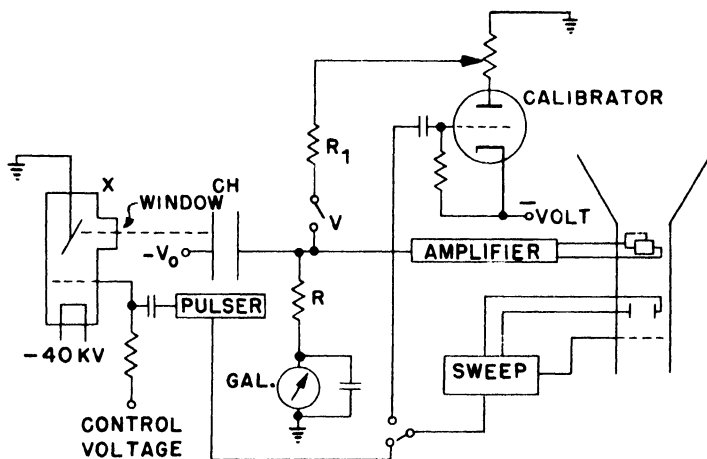 CALIBRATOR
R1
X
WINDOW
CH
V
− VOLT
−V₀
AMPLIFIER
R
PULSER
−40 KV
GAL.
SWEEP
CONTROL
VOLTAGE